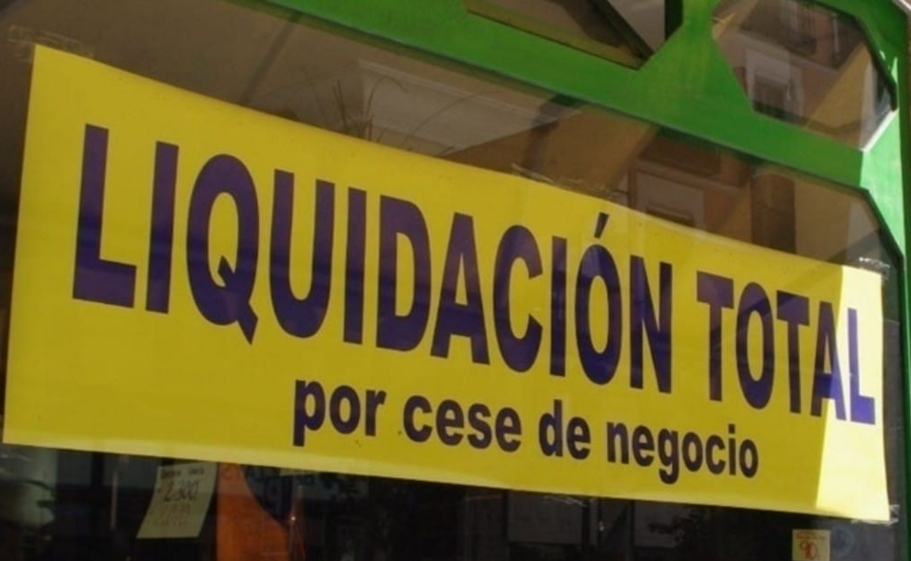 LIQUIDACIÓN TOTAL
por cese de negocio